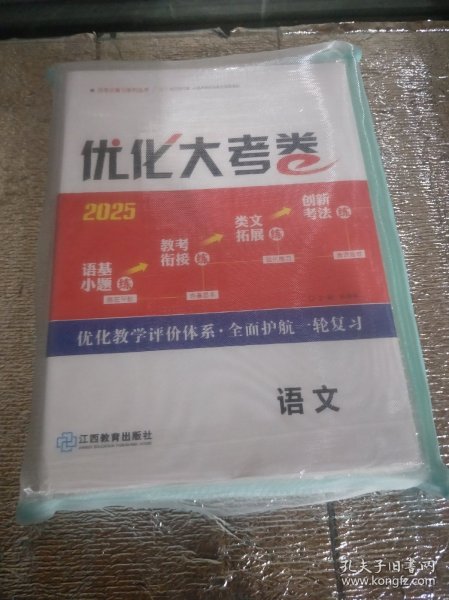 优化大考卷
2025
语基
小题 练
教考
衔接 练
类文
拓展 练
创新
考法 练
优化教学评价体系·全面护航一轮复习
语文
江西教育出版社
孔夫子旧书网
www.kongfz.com